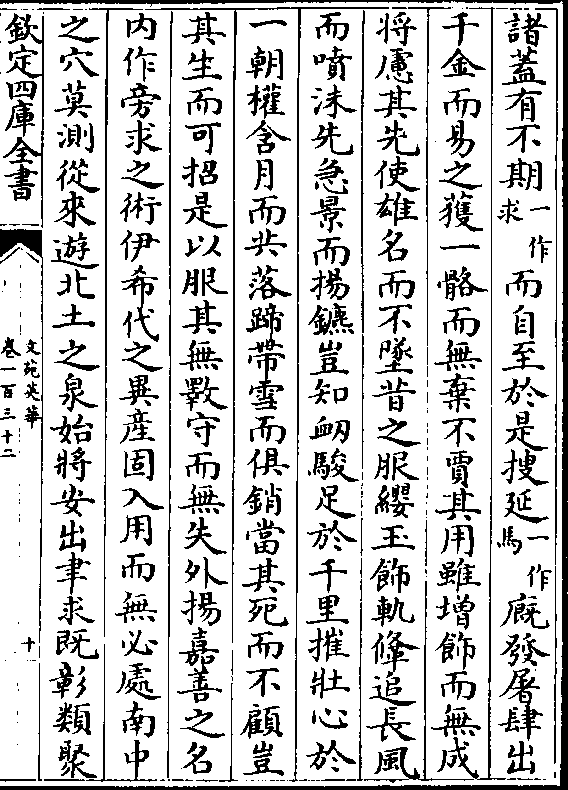 諸蓋有不期一作求而自至於是捜延一作馬廐發屠肆出
千金而易之獲一骼而無棄不賈其用雖增飾而無成
將慮其先使雄名而不墜昔之服纓玉飾軌鞗追長風
而噴沫先急景而揚鑣豈知衂駿足於千里摧壯心於
一朝權含月而共落蹄帶雪而俱銷當其死而不顧豈
其生而可招是以服其無斁守而無失外揚嘉善之名
内作旁求之術伊希代之異產固入用而無必處南中
之穴莫測從來遊北土之泉始將安出聿求既彰類聚
欽定四庫全書
文苑英華
卷一百三十二
十